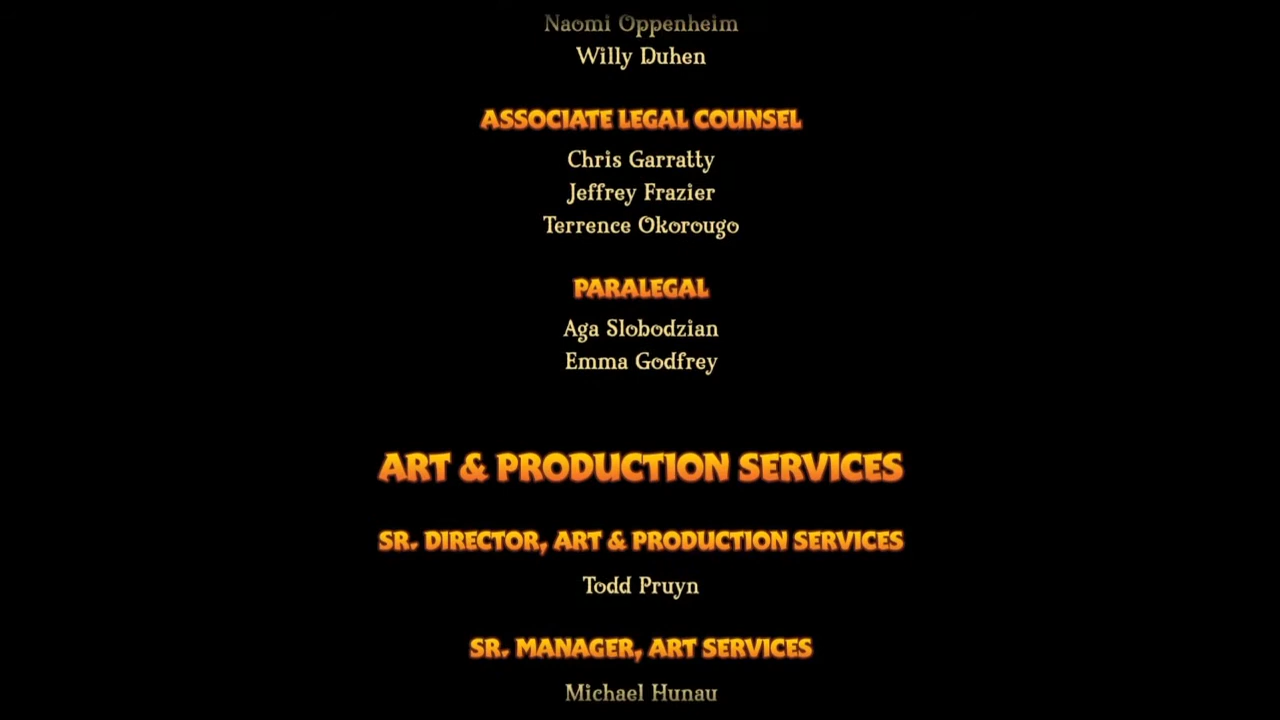 Naomi Oppenheim
Willy Duhen
ASSOCIATE LEGAL COUNSEL
Chris Garratty
Jeffrey Frazier
Terrence Okorougo
PARALEGAL
Aga Slobodzian
Emma Godfrey
ART & PRODUCTION SERVICES
SR. DIRECTOR, ART & PRODUCTION SERVICES
Todd Pruyn
SR. MANAGER, ART SERVICES
Michael Hunau